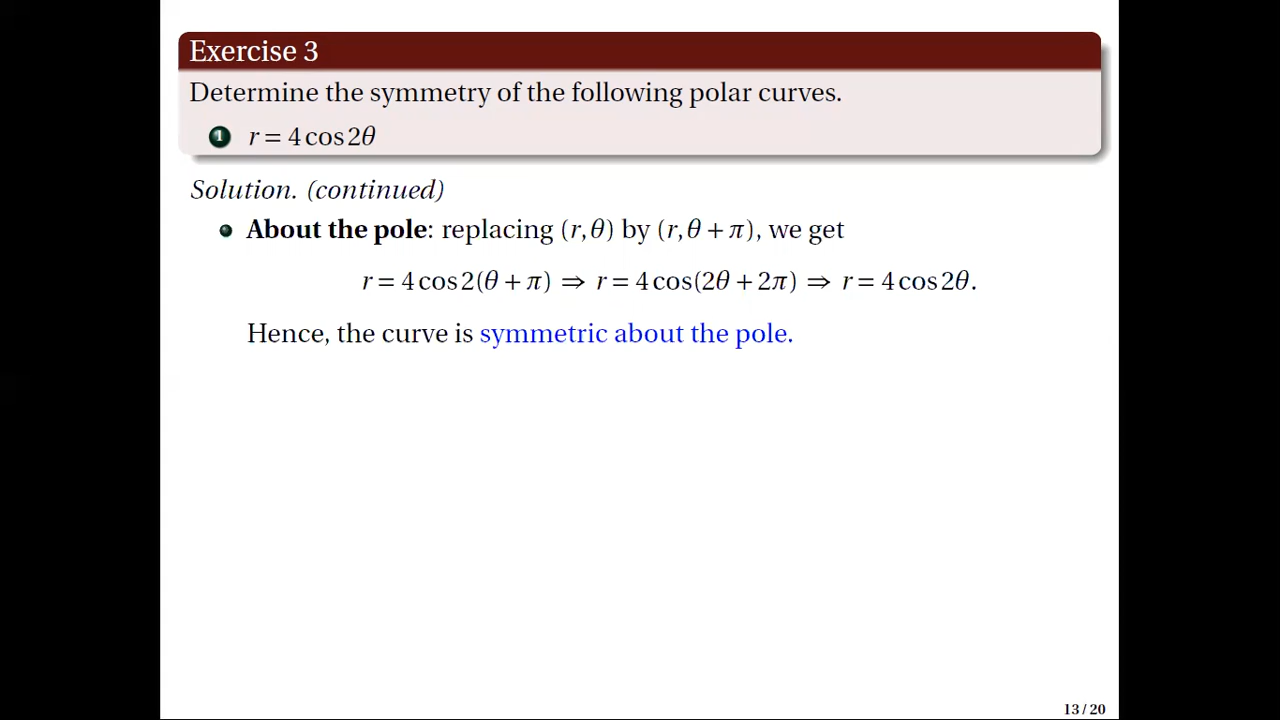 Exercise 3
Determine the symmetry of the following polar curves.
1 r = 4 cos 2θ
Solution. (continued)
About the pole: replacing (r, θ) by (r, θ + π), we get
r = 4 cos 2(θ + π) ⇒ r = 4 cos(2θ + 2π) ⇒ r = 4 cos 2θ.
Hence, the curve is symmetric about the pole.
13 / 20